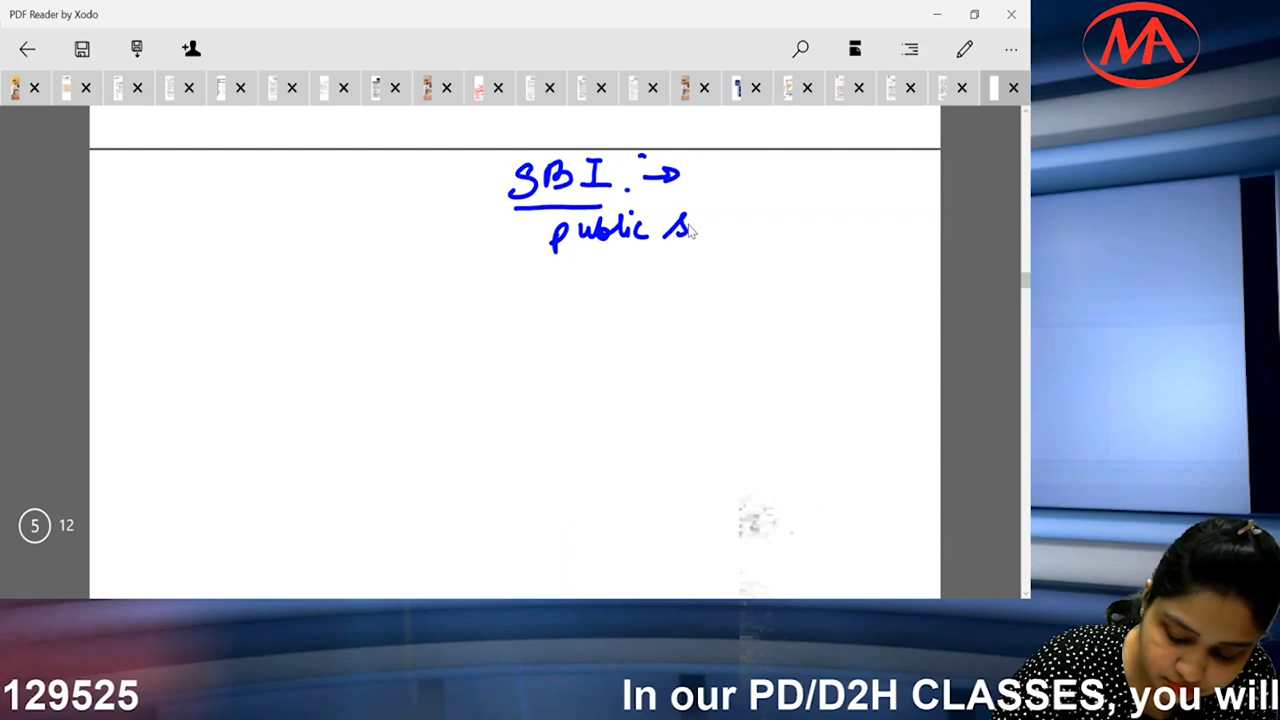 PDF Reader by Xodo
MA
SBI. →
public s
5 12
129525
In our PD/D2H CLASSES, you will